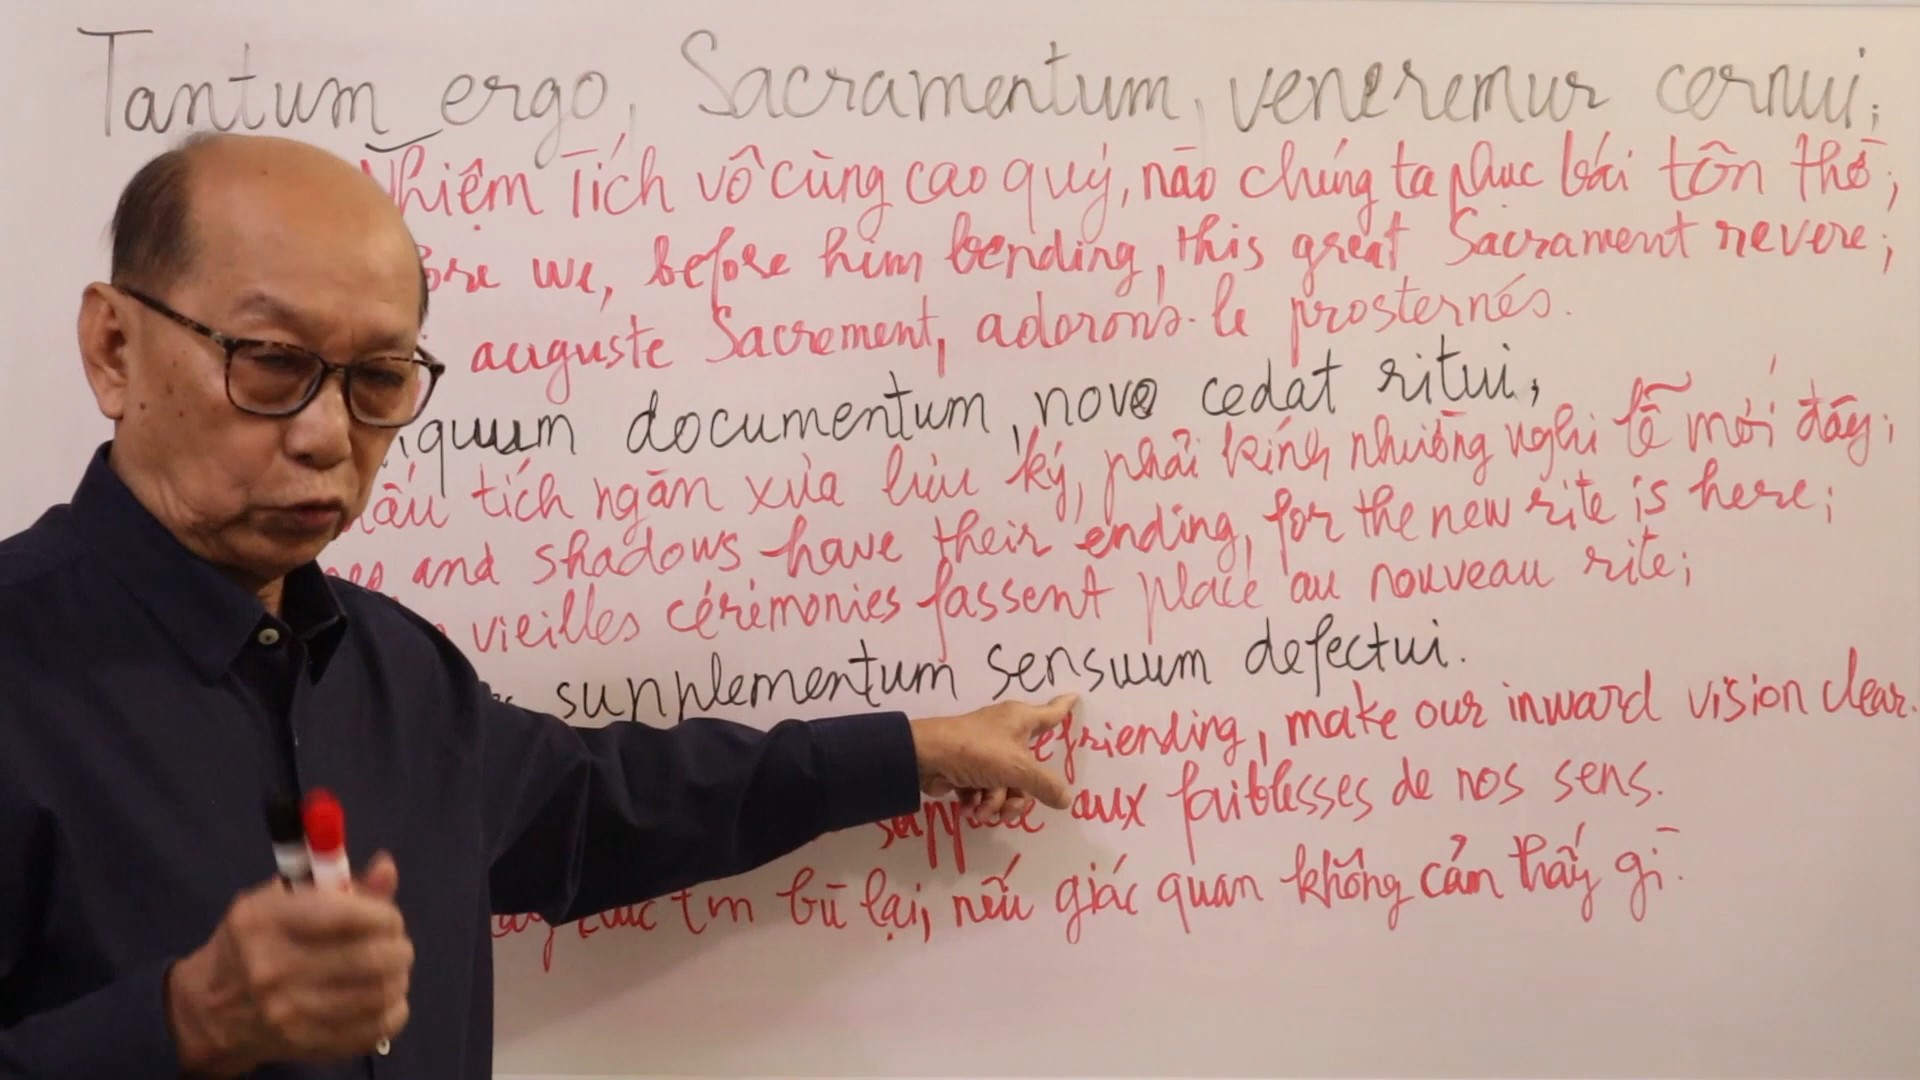 Tantum ergo, Sacramentum, veneremur cernui;
Nhiệm Tích vô cùng cao quý, nào chúng ta phục bái tôn thờ;
we, before him bending, this great Sacrament revere;
auguste Sacrement, adorons-le prosternés.
documentum, novo cedat ritui;
tích ngăn xưa lưu ký, phải kính nhường nghi lễ mới đây;
and shadows have their ending, for the new rite is here;
vieilles cérémonies fassent place au nouveau rite;
supplementum sensuum defectui.
efriending, make our inward vision clear.
aux faiblesses de nos sens.
bù lại, nếu giác quan không cảm thấy gì.